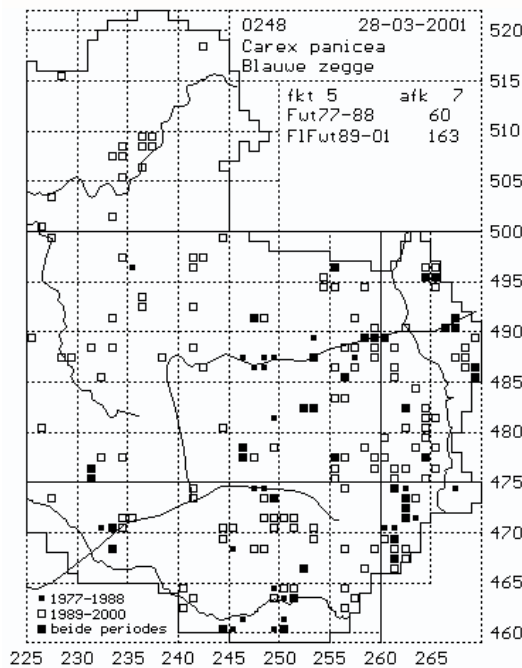 0248 28-03-2001
Carex panicea
Blauwe zegge
fkt 5 afk 7
Fut77-88 60
FlFut89-01 163
520
515
510
505
500
495
490
485
480
475
470
465
460
1977-1988
1989-2000
beide periodes
225 230 235 240 245 250 255 260 265